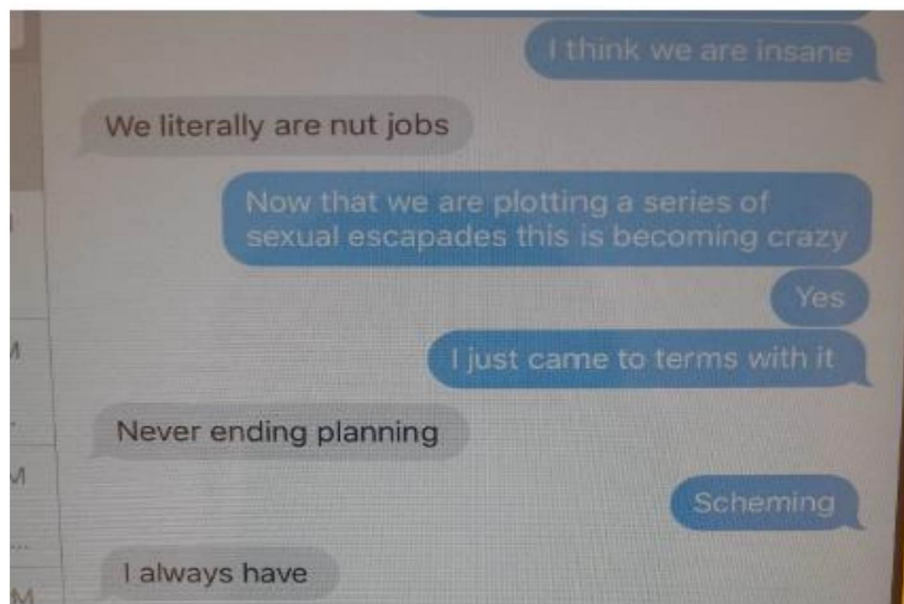 I think we are insane
We literally are nut jobs
Now that we are plotting a series of
sexual escapades this is becoming crazy
Yes
I just came to terms with it
Never ending planning
Scheming
I always have
M
M
...
M